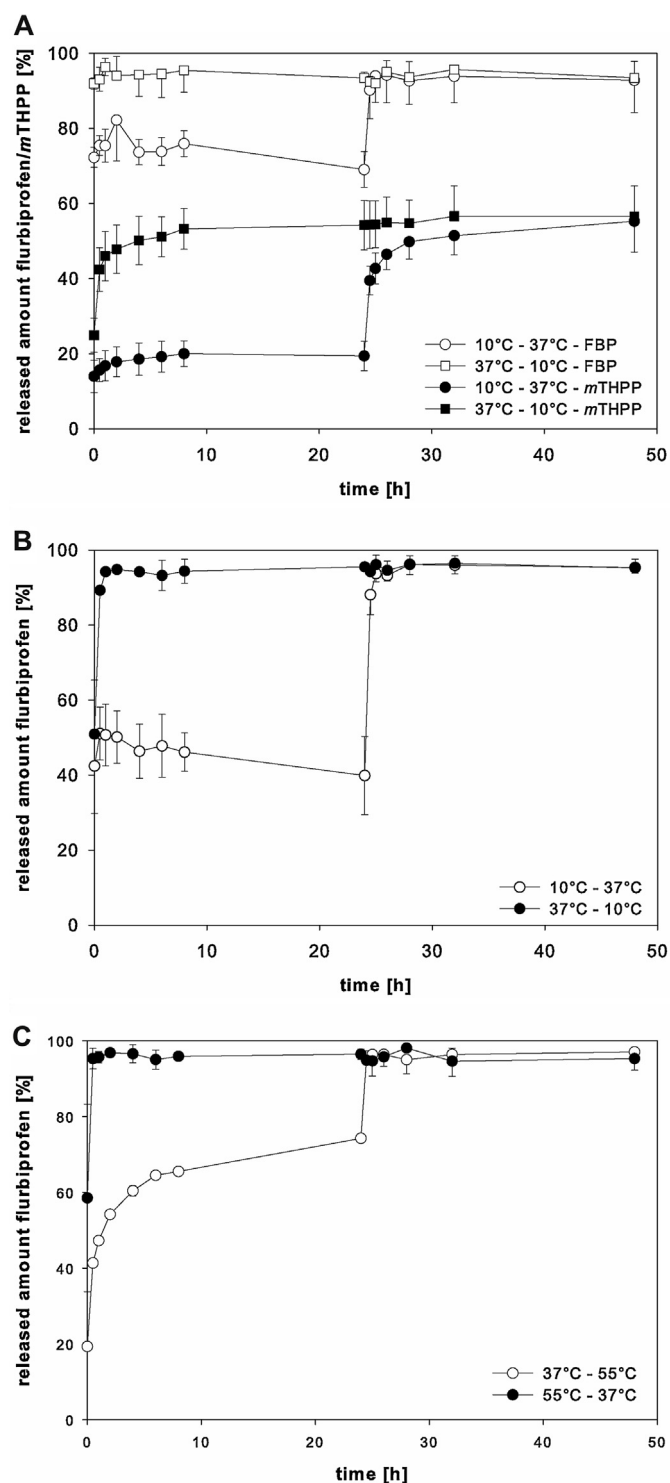 A
released amount flurbiprofen/mTHPP [%]
100
80
60
40
20
0
10°C - 37°C - FBP
37°C - 10°C - FBP
10°C - 37°C - mTHPP
37°C - 10°C - mTHPP
0 10 20 30 40 50
time [h]
B
released amount flurbiprofen [%]
100
80
60
40
20
0
10°C - 37°C
37°C - 10°C
0 10 20 30 40 50
time [h]
C
released amount flurbiprofen [%]
100
80
60
40
20
0
37°C - 55°C
55°C - 37°C
0 10 20 30 40 50
time [h]